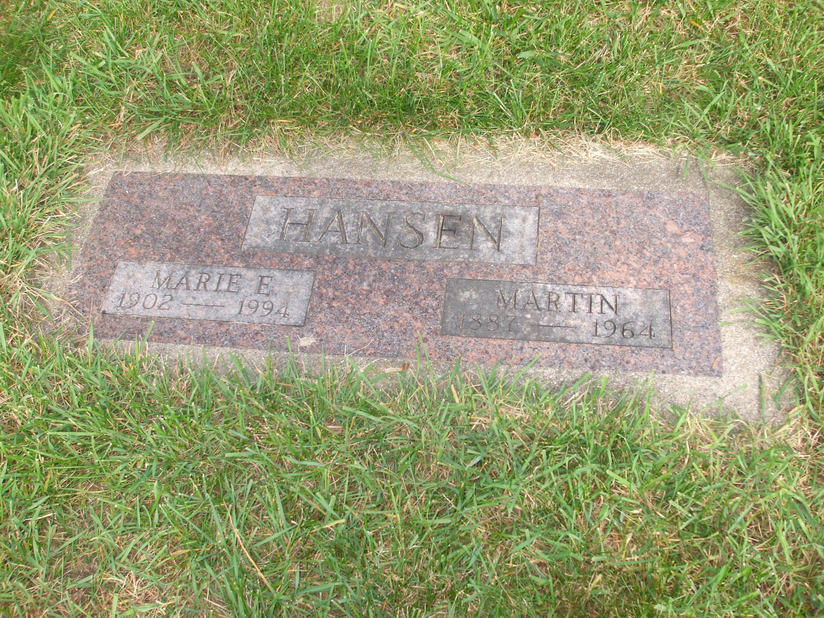 HANSEN
MARIE E.
1902 — 1994
MARTIN
1887 — 1964